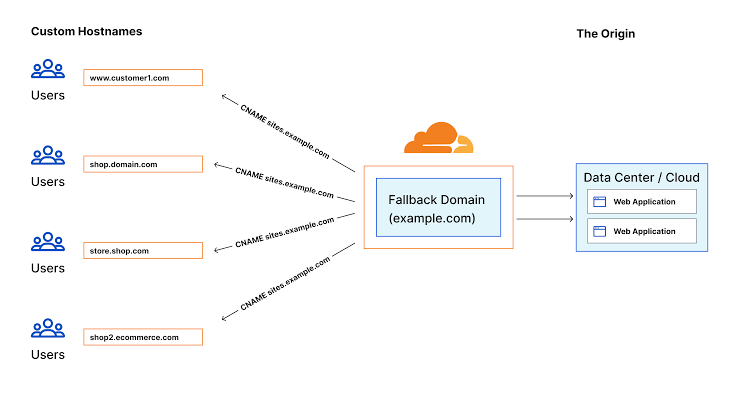 Custom Hostnames
The Origin
Users
www.customer1.com
CNAME sites.example.com
Users
shop.domain.com
CNAME sites.example.com
Users
store.shop.com
CNAME sites.example.com
Users
shop2.ecommerce.com
CNAME sites.example.com
Fallback Domain
(example.com)
Data Center / Cloud
Web Application
Web Application